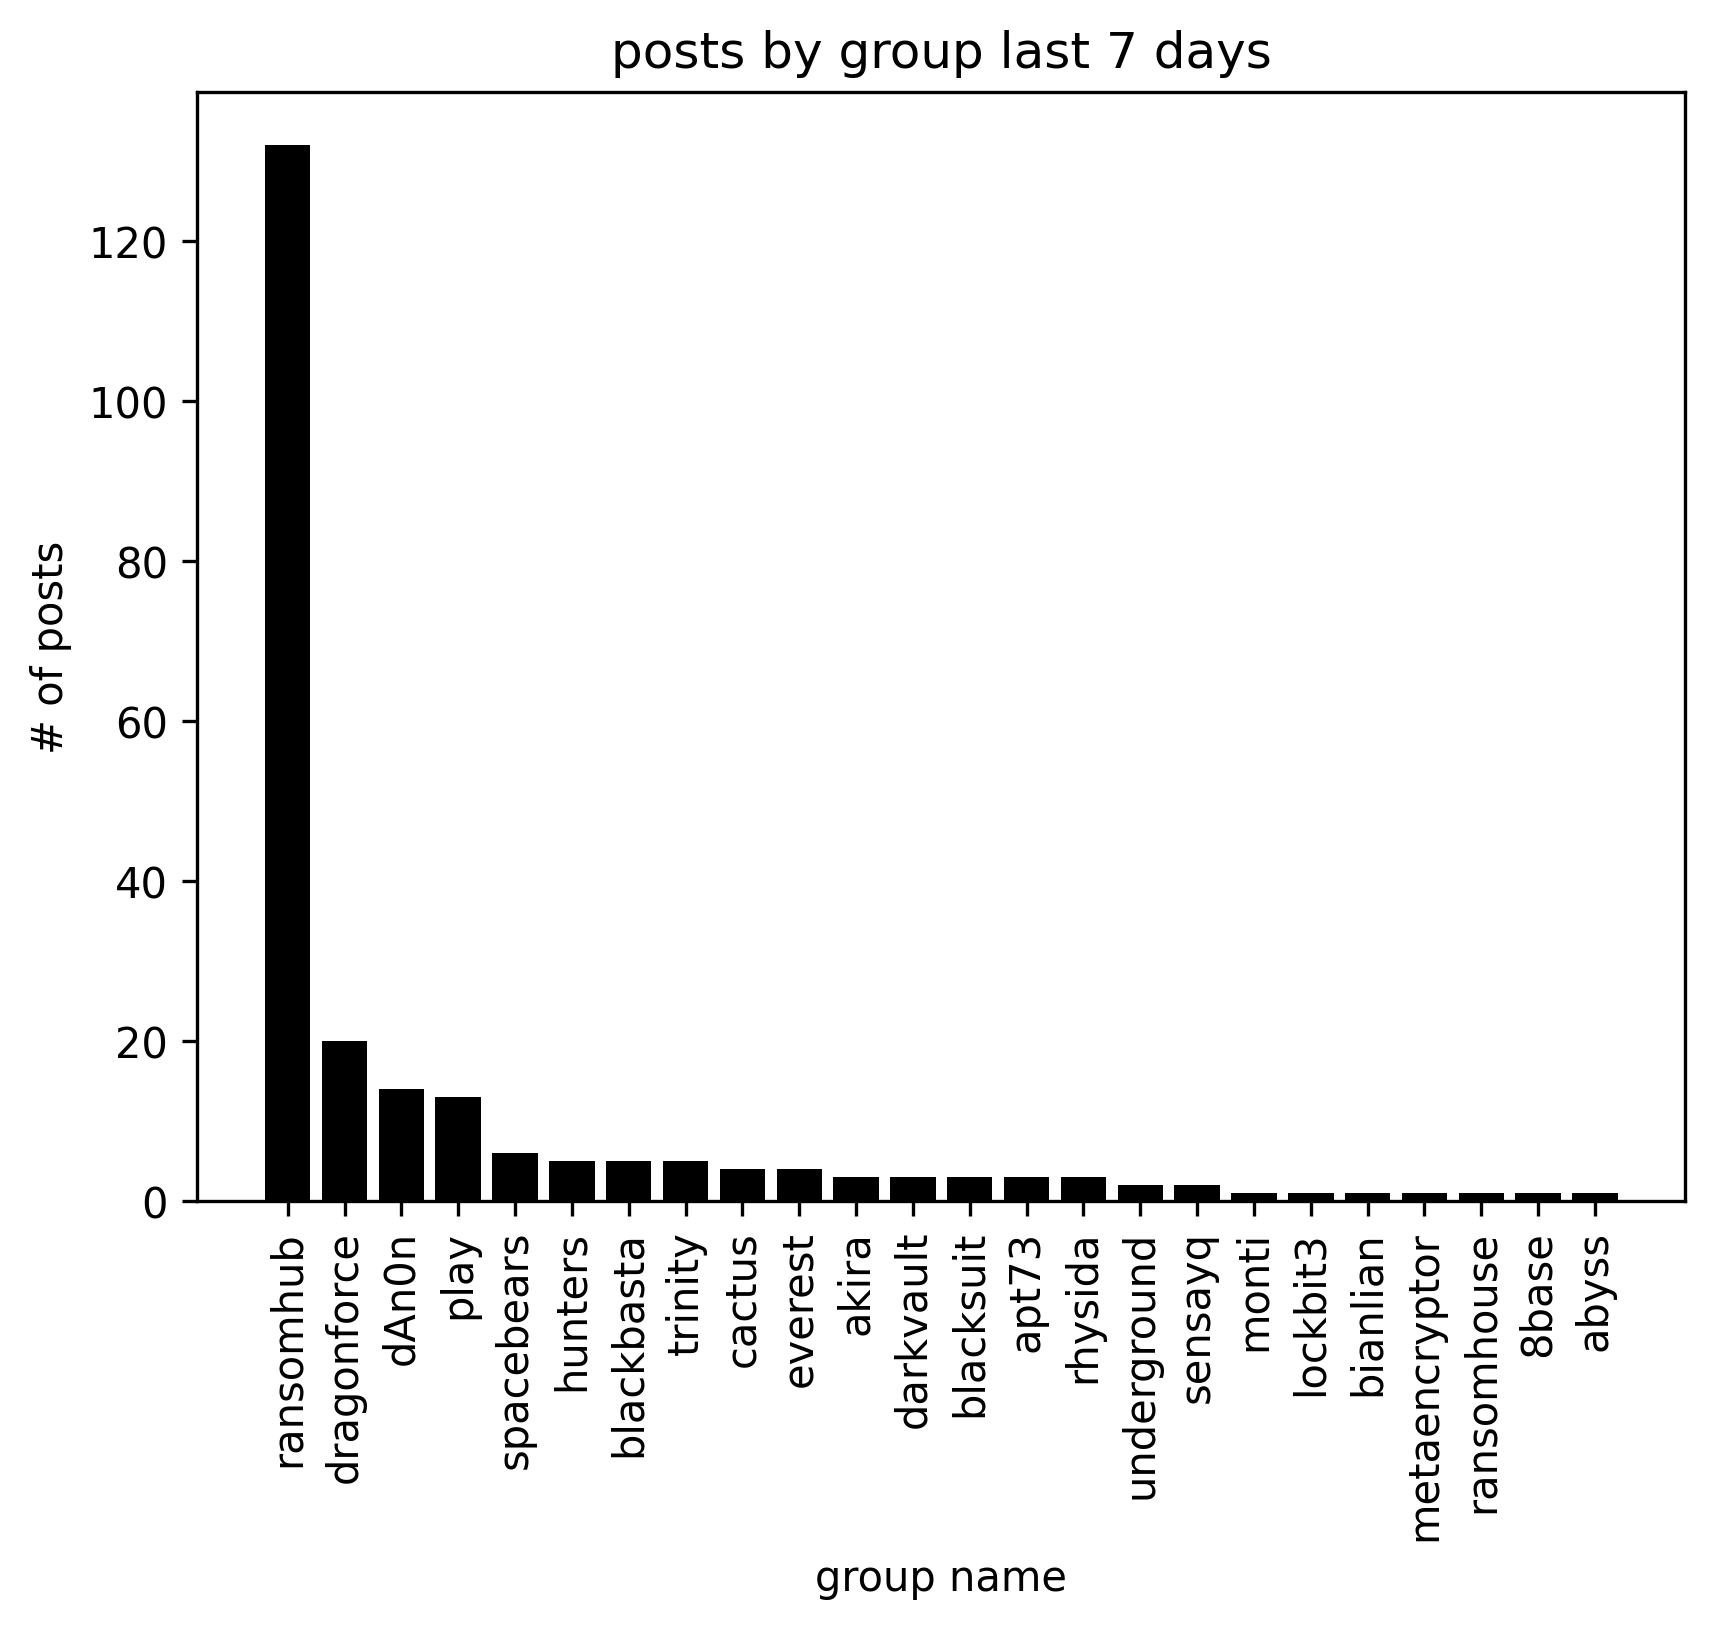 posts by group last 7 days
# of posts
120
100
80
60
40
20
0
ransomhub
dragonforce
dAn0n
play
spacebears
hunters
blackbasta
trinity
cactus
everest
akira
darkvault
blacksuit
apt73
rhysida
underground
sensayq
monti
lockbit3
bianlian
metaencryptor
ransomhouse
8base
abyss
group name